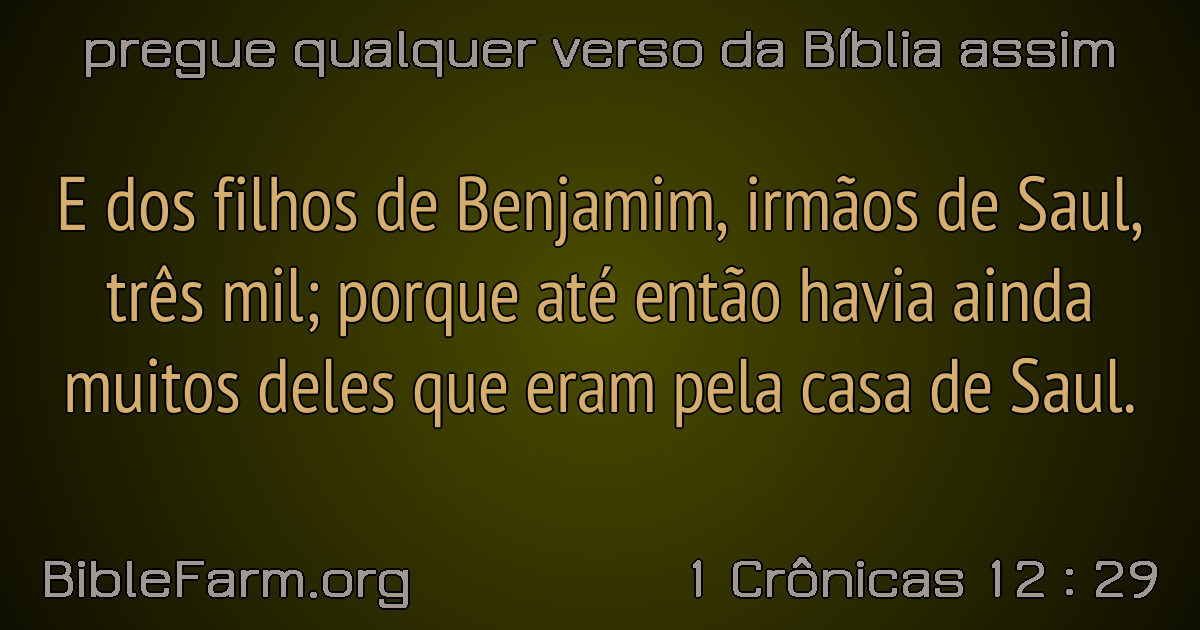 pregue qualquer verso da Bíblia assim
E dos filhos de Benjamim, irmãos de Saul,
três mil; porque até então havia ainda
muitos deles que eram pela casa de Saul.
BibleFarm.org
1 Crônicas 12 : 29